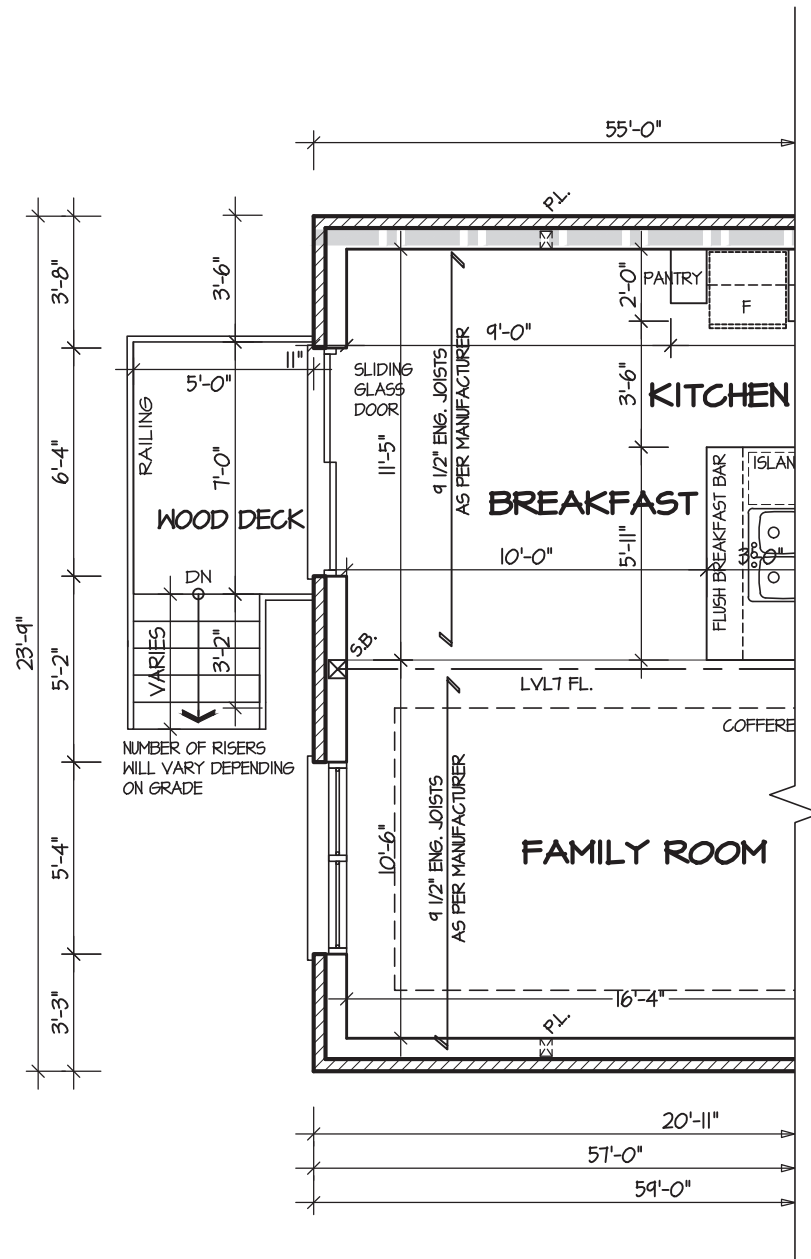 55'-0"
P.L.
3'-8"
3'-6"
2'-0"
PANTRY
F
9'-0"
11"
5'-0"
SLIDING
GLASS
DOOR
9 1/2" ENG. JOISTS
AS PER MANUFACTURER
3'-6"
KITCHEN
RAILING
6'-4"
7'-0"
11'-5"
ISLAN
BREAKFAST
WOOD DECK
FLUSH BREAKFAST BAR
10'-0"
5'-11"
3'-0"
DN
23'-9"
5'-2"
VARIES
3'-2"
S.B.
LVL7 FL.
COFFERE
NUMBER OF RISERS
WILL VARY DEPENDING
ON GRADE
5'-4"
10'-6"
9 1/2" ENG. JOISTS
AS PER MANUFACTURER
FAMILY ROOM
16'-4"
3'-3"
P.L.
20'-11"
57'-0"
59'-0"